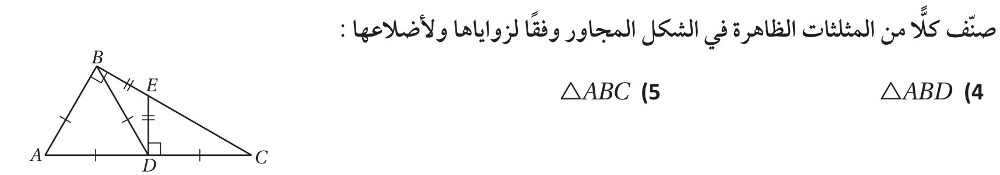 صنّف كلًّا من المثلثات الظاهرة في الشكل المجاور وفقًا لزواياها ولأضلاعها :
4) △ABD
5) △ABC
B
E
A
D
C